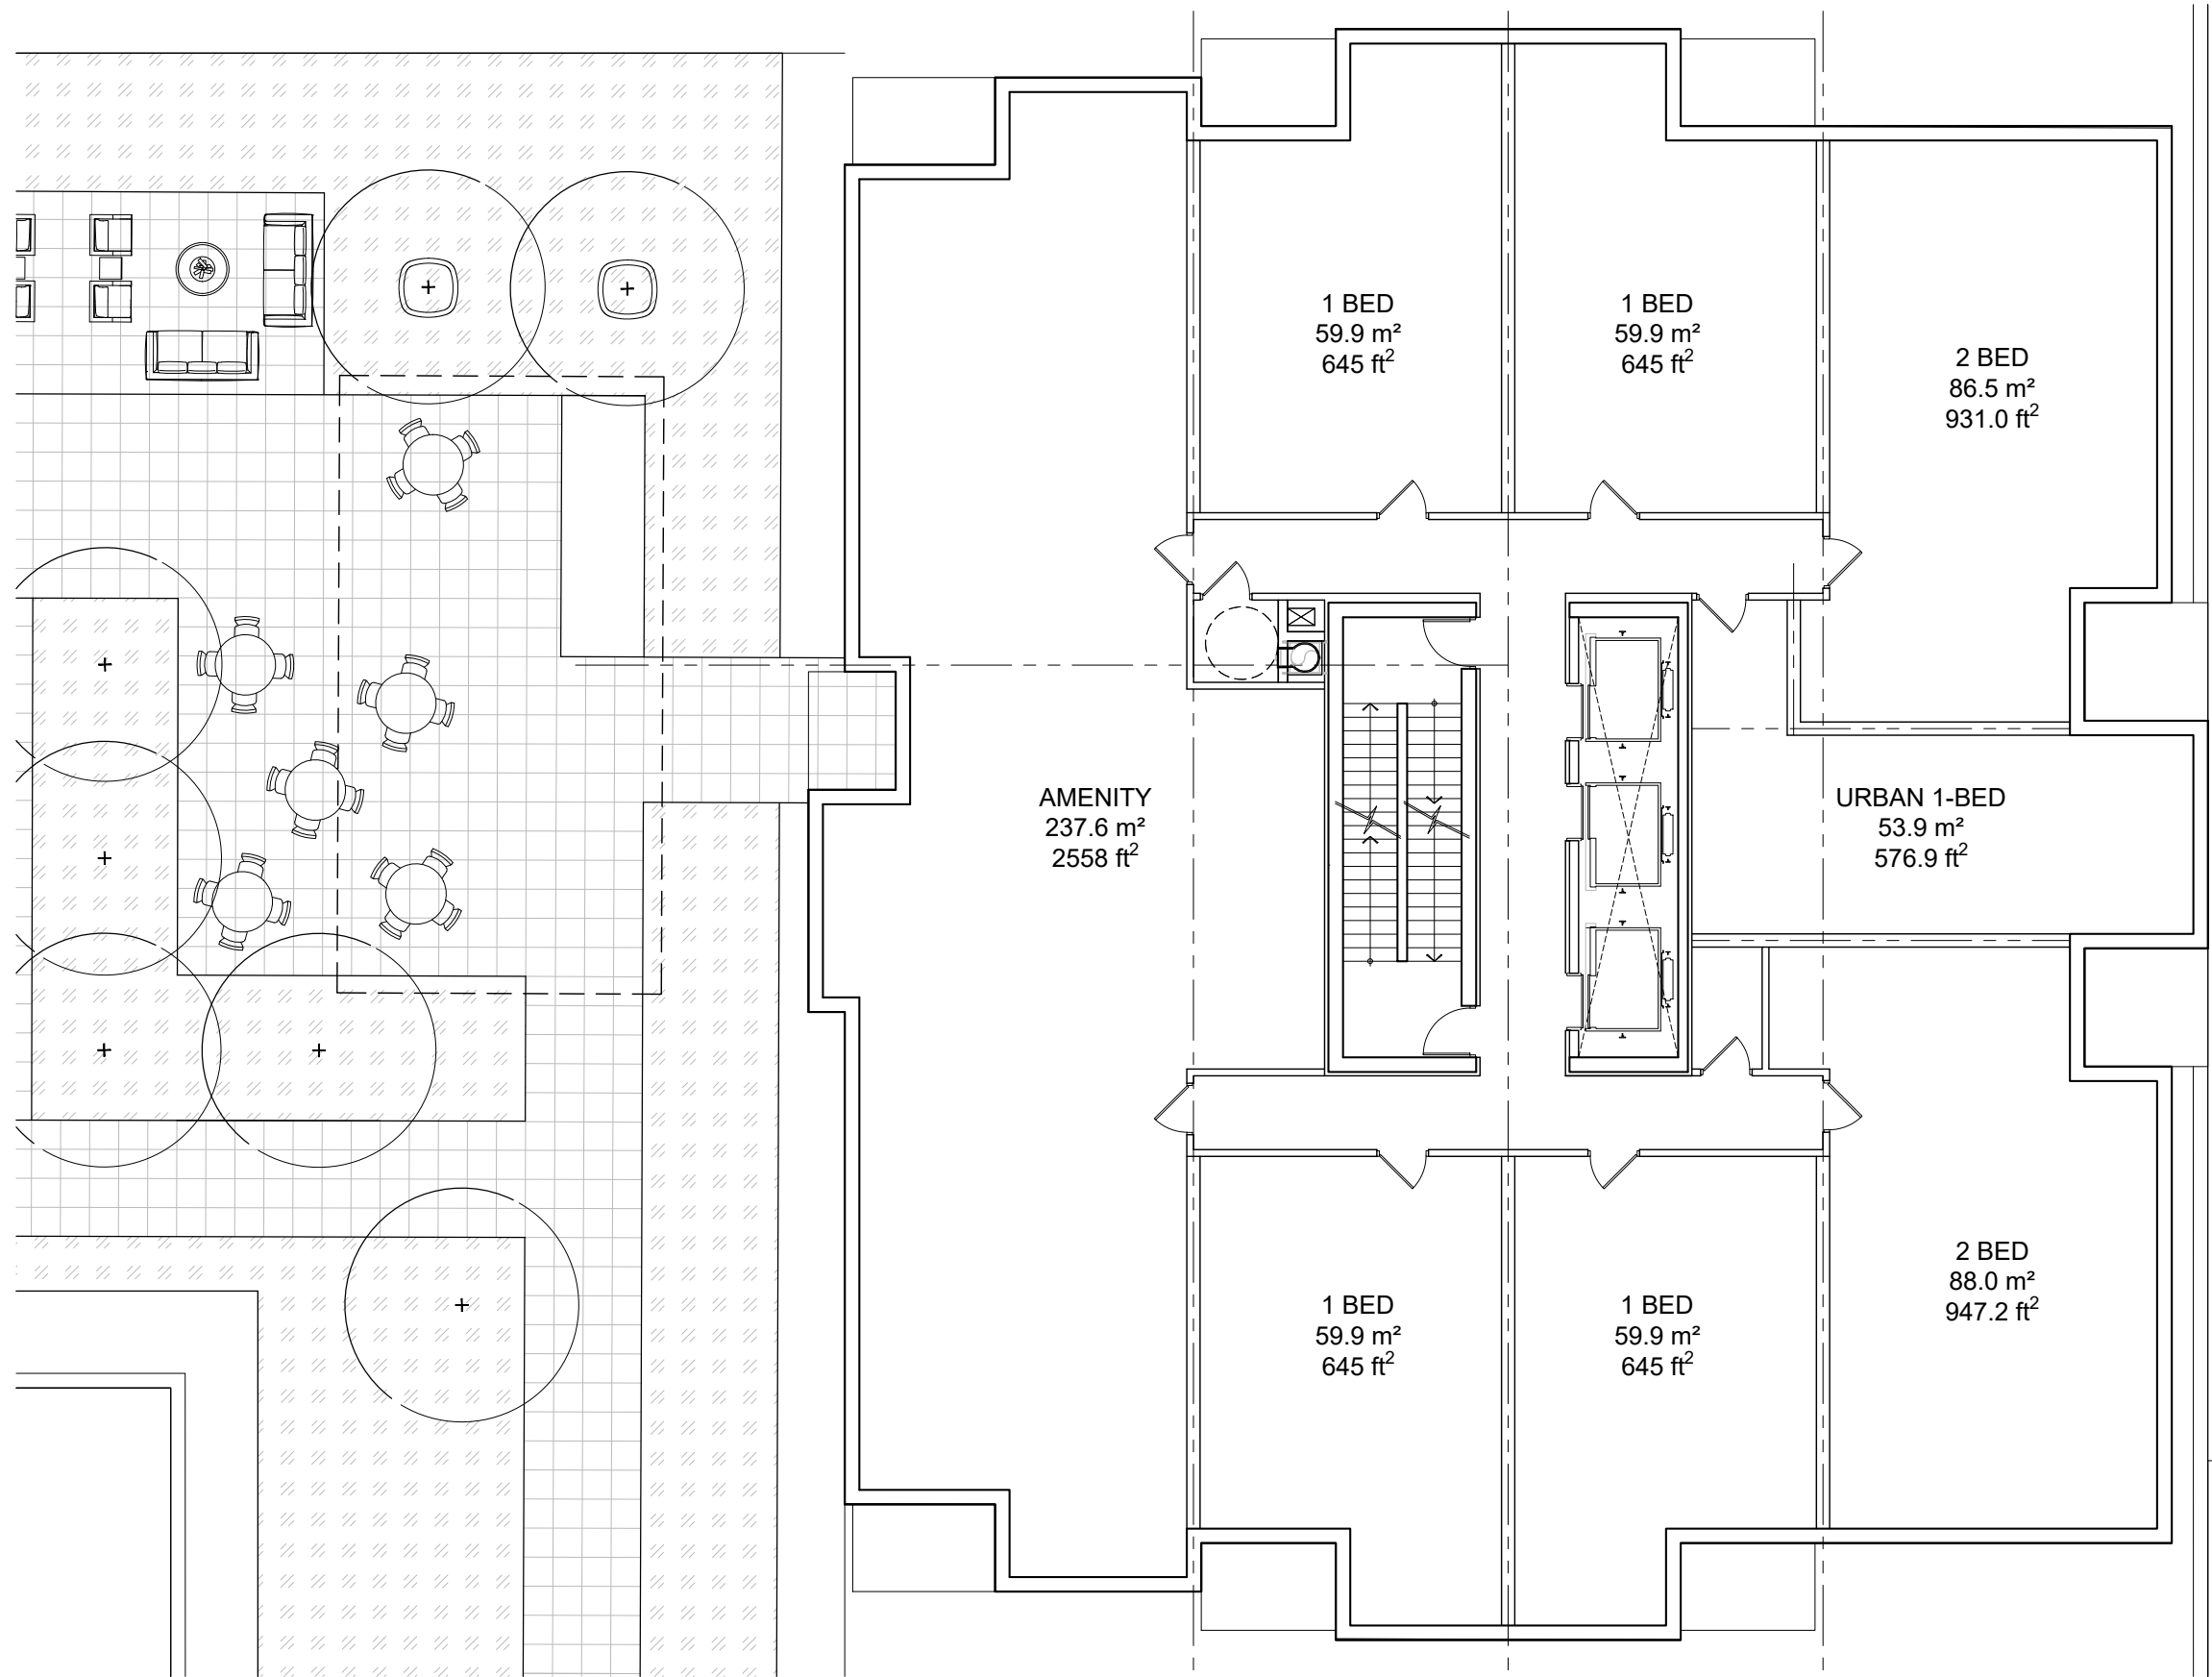 1 BED
59.9 m²
645 ft²
1 BED
59.9 m²
645 ft²
2 BED
86.5 m²
931.0 ft²
AMENITY
237.6 m²
2558 ft²
URBAN 1-BED
53.9 m²
576.9 ft²
1 BED
59.9 m²
645 ft²
1 BED
59.9 m²
645 ft²
2 BED
88.0 m²
947.2 ft²